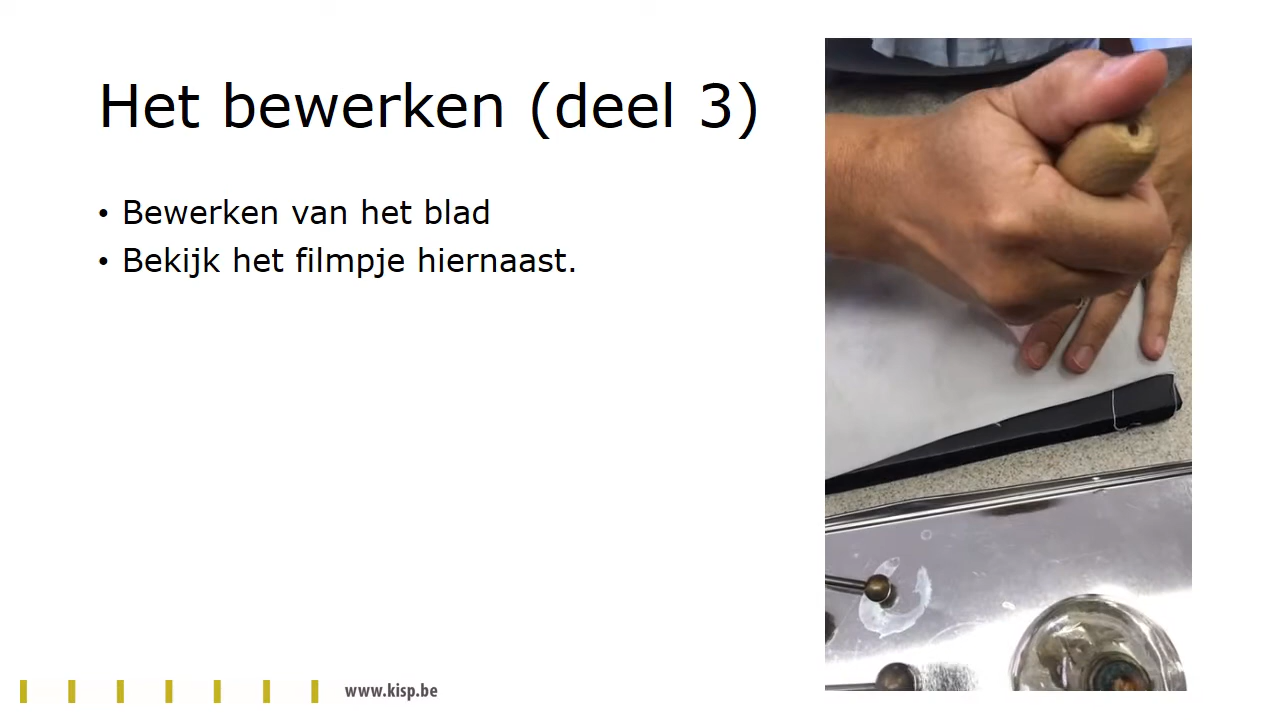 Het bewerken (deel 3)
• Bewerken van het blad
• Bekijk het filmpje hiernaast.
www.kisp.be